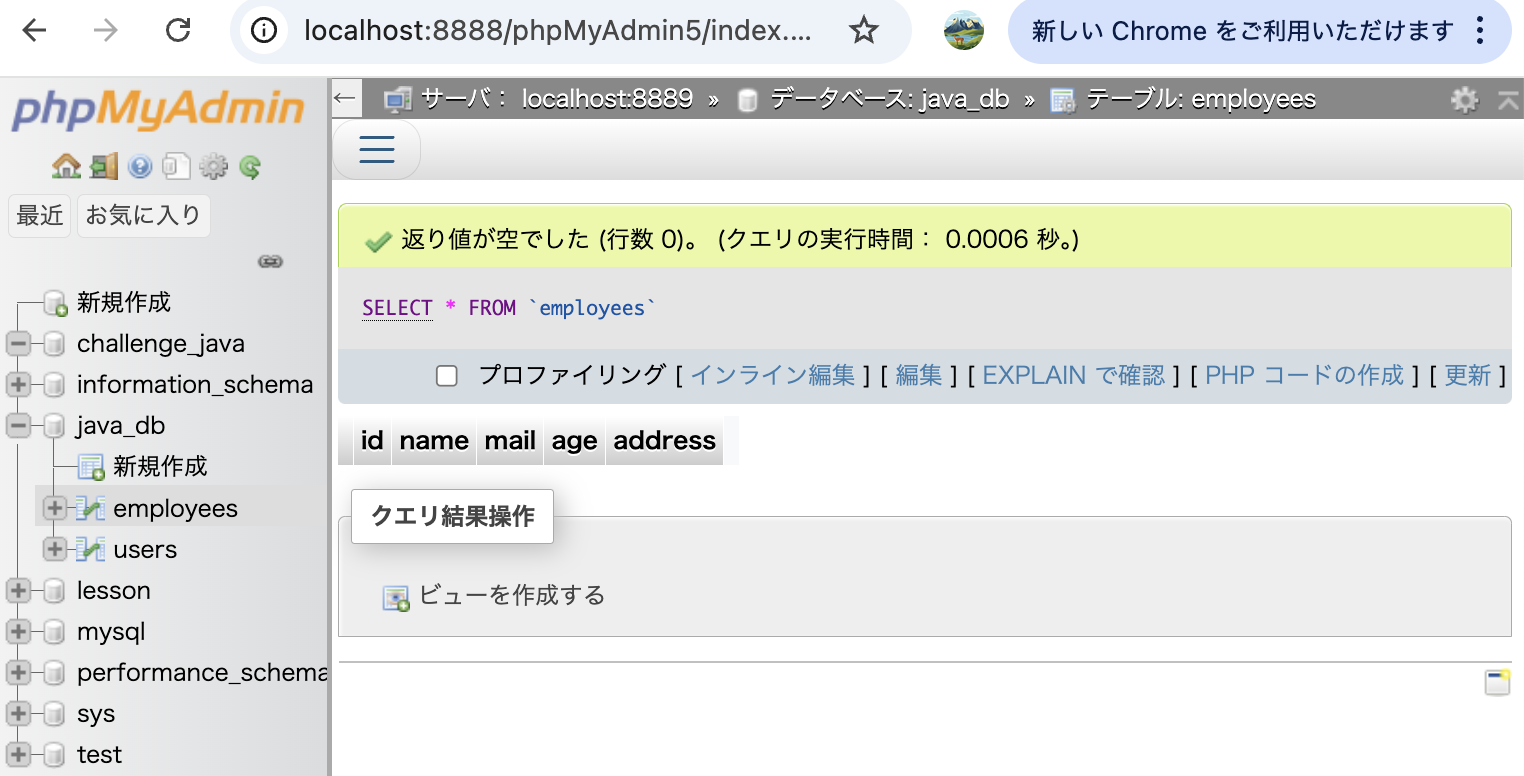 localhost:8888/phpMyAdmin5/index....
新しい Chrome をご利用いただけます
phpMyAdmin
最近 お気に入り
新規作成
challenge_java
information_schema
java_db
新規作成
employees
users
lesson
mysql
performance_schema
sys
test
サーバ： localhost:8889 » データベース: java_db » テーブル: employees
返り値が空でした (行数 0)。 (クエリの実行時間： 0.0006 秒。)
SELECT * FROM `employees`
プロファイリング [ インライン編集 ] [ 編集 ] [ EXPLAIN で確認 ] [ PHP コードの作成 ] [ 更新 ]
id name mail age address
クエリ結果操作
ビューを作成する